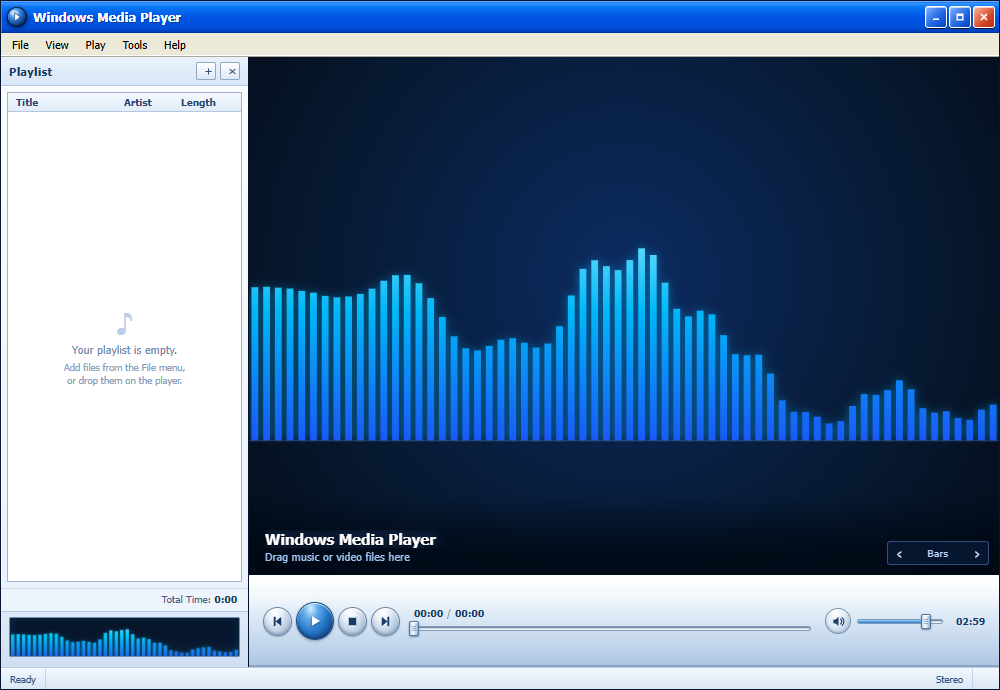 Windows Media Player
File View Play Tools Help
Playlist
Title Artist Length
Your playlist is empty.
Add files from the File menu,
or drop them on the player.
Total Time: 0:00
Windows Media Player
Drag music or video files here
Bars
00:00 / 00:00
02:59
Ready
Stereo